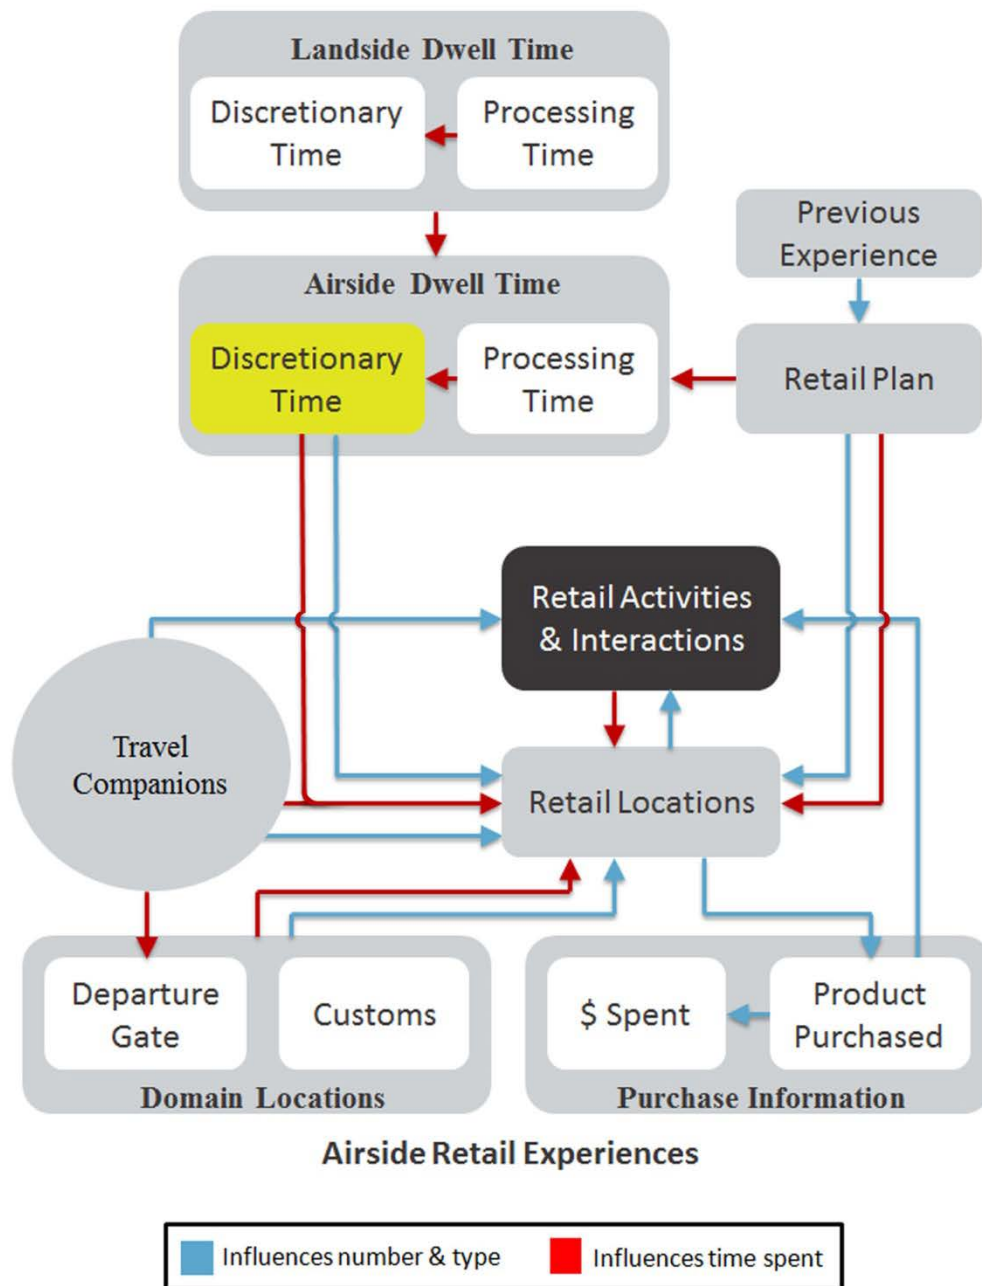 Landside Dwell Time
Discretionary
Time
Processing
Time
Previous
Experience
Airside Dwell Time
Discretionary
Time
Processing
Time
Retail Plan
Retail Activities
& Interactions
Travel
Companions
Retail Locations
Departure
Gate
Customs
$ Spent
Product
Purchased
Domain Locations
Purchase Information
Airside Retail Experiences
Influences number & type
Influences time spent